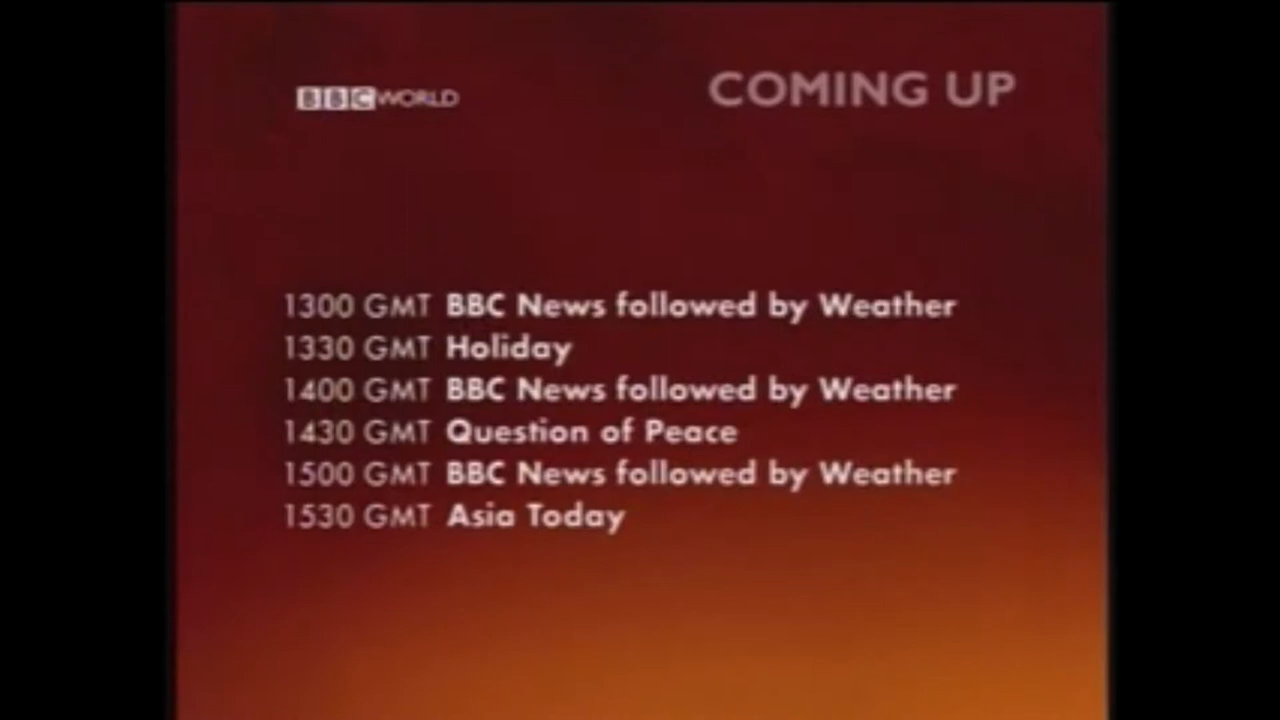 BBC WORLD
COMING UP
1300 GMT BBC News followed by Weather
1330 GMT Holiday
1400 GMT BBC News followed by Weather
1430 GMT Question of Peace
1500 GMT BBC News followed by Weather
1530 GMT Asia Today